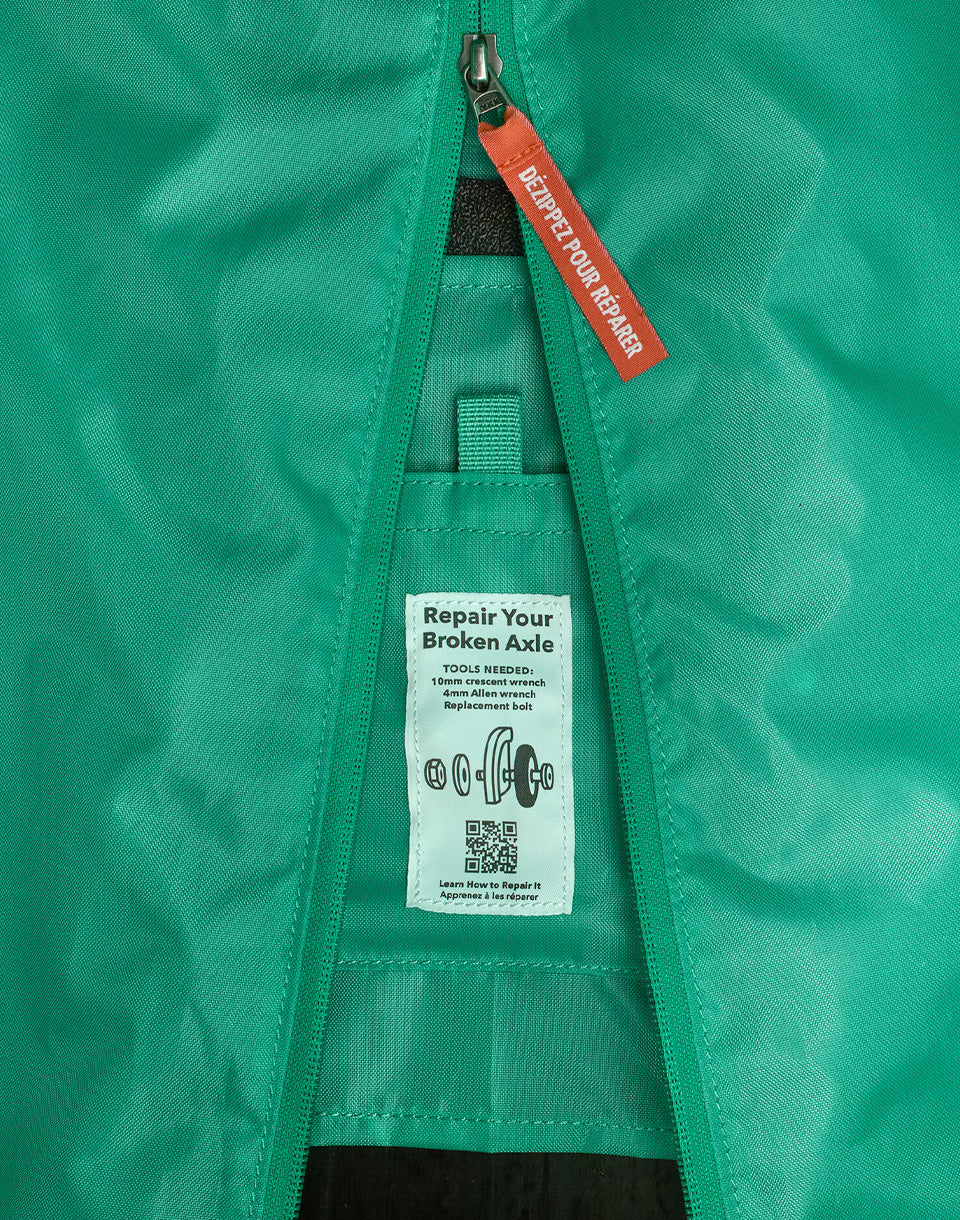 YKK
DÉZIPPEZ POUR RÉPARER
Repair Your
Broken Axle
TOOLS NEEDED:
10mm crescent wrench
4mm Allen wrench
Replacement bolt
Learn How to Repair It
Apprenez à les réparer